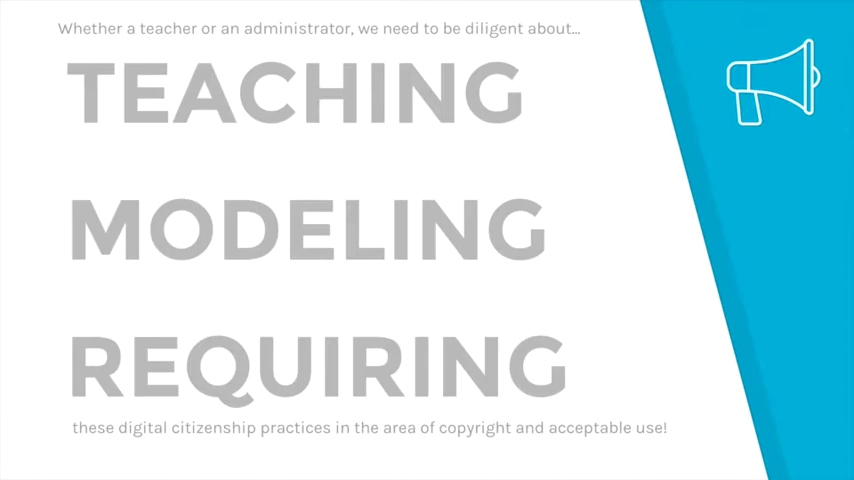 Whether a teacher or an administrator, we need to be diligent about...
TEACHING
MODELING
REQUIRING
these digital citizenship practices in the area of copyright and acceptable use!